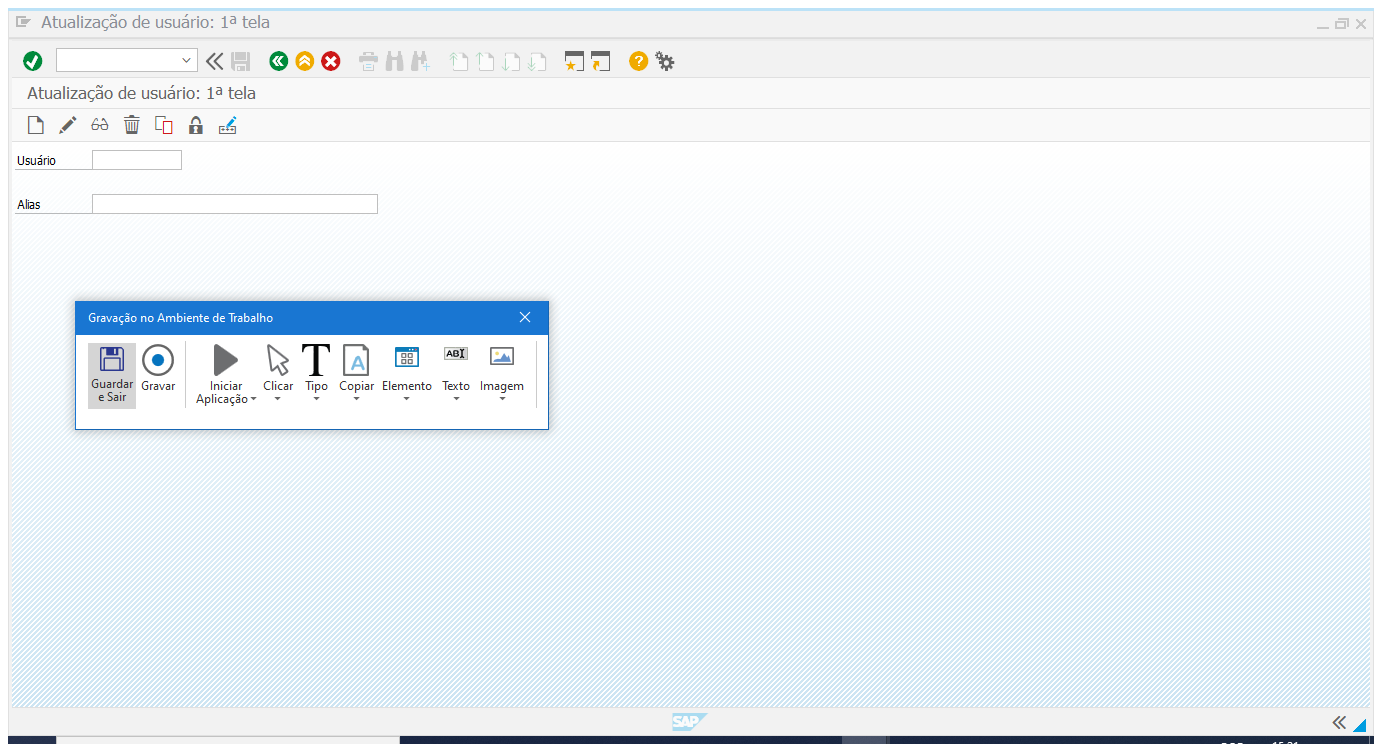 Atualização de usuário: 1ª tela
Atualização de usuário: 1ª tela
Usuário
Alias
Gravação no Ambiente de Trabalho
Guardar e Sair
Gravar
Iniciar Aplicação
Clicar
Tipo
Copiar
Elemento
Texto
Imagem
SAP